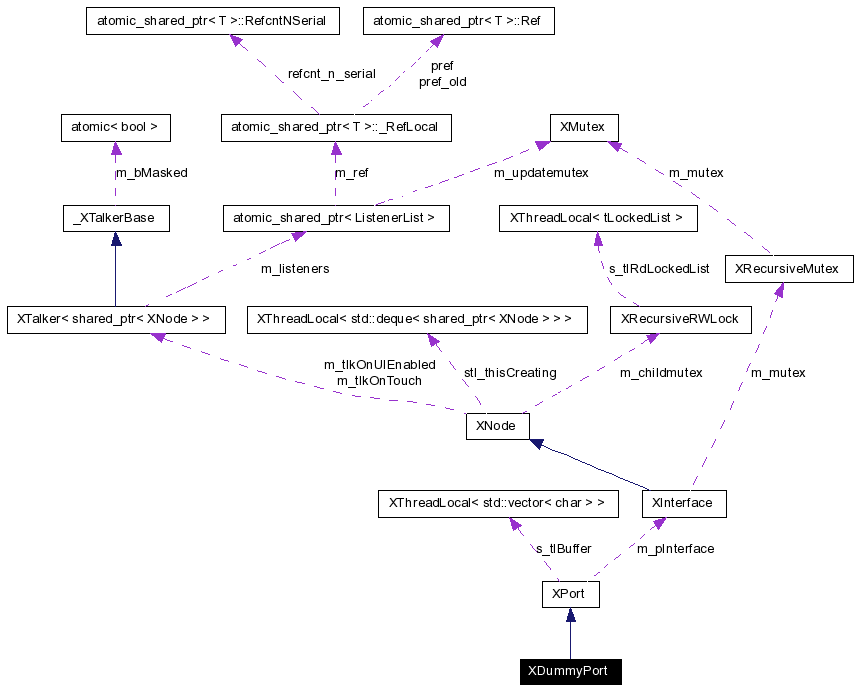 atomic_shared_ptr< T >::RefcntNSerial
atomic_shared_ptr< T >::Ref
refcnt_n_serial
pref
pref_old
atomic< bool >
atomic_shared_ptr< T >::_RefLocal
XMutex
m_bMasked
m_ref
m_updatemutex
m_mutex
_XTalkerBase
atomic_shared_ptr< ListenerList >
XThreadLocal< tLockedList >
m_listeners
s_tlRdLockedList
XRecursiveMutex
XTalker< shared_ptr< XNode > >
XThreadLocal< std::deque< shared_ptr< XNode > > >
XRecursiveRWLock
m_tlkOnUIEnabled
m_tlkOnTouch
stl_thisCreating
m_childmutex
m_mutex
XNode
XThreadLocal< std::vector< char > >
XInterface
s_tlBuffer
m_pInterface
XPort
XDummyPort